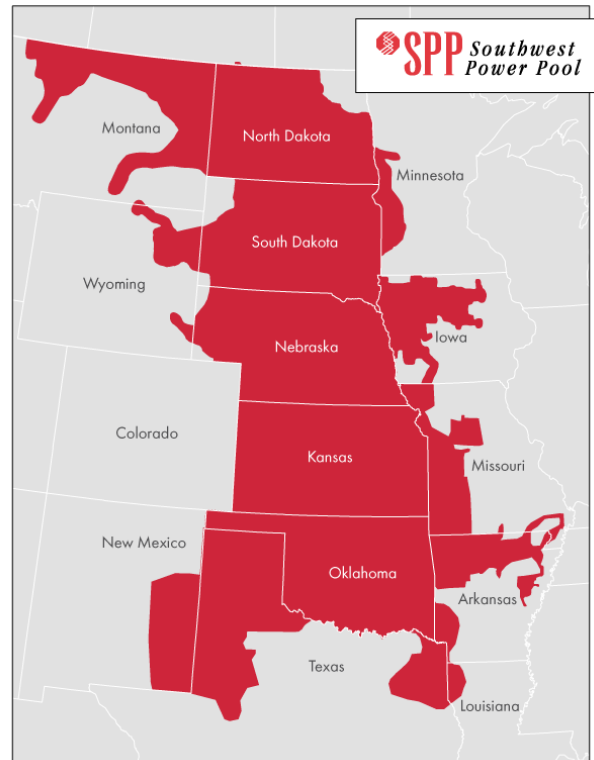 SPP Southwest
Power Pool
Montana
North Dakota
Minnesota
South Dakota
Wyoming
Iowa
Nebraska
Colorado
Kansas
Missouri
New Mexico
Oklahoma
Arkansas
Texas
Louisiana